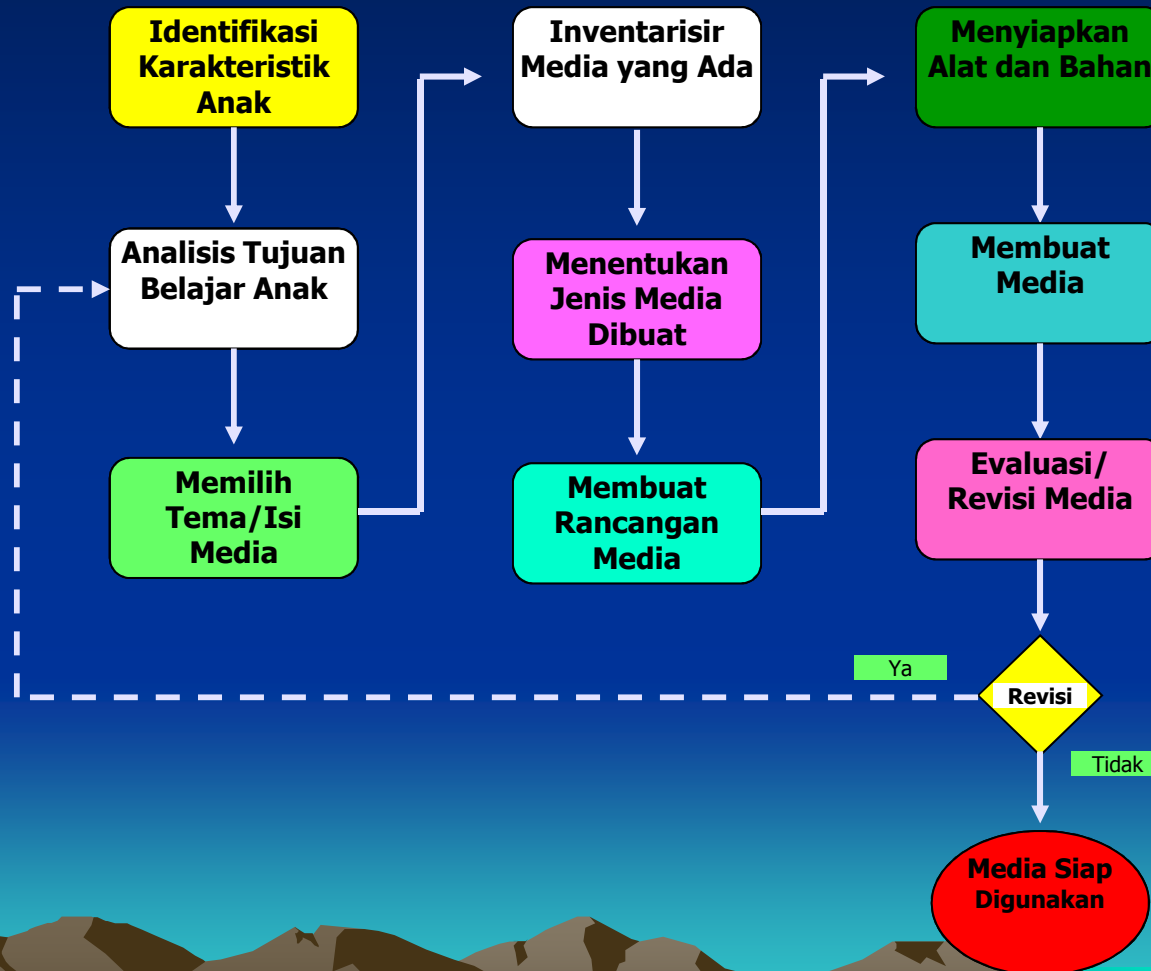 Identifikasi
Karakteristik
Anak
Analisis Tujuan
Belajar Anak
Memilih
Tema/Isi
Media
Inventarisir
Media yang Ada
Menentukan
Jenis Media
Dibuat
Membuat
Rancangan
Media
Menyiapkan
Alat dan Bahan
Membuat
Media
Evaluasi/
Revisi Media
Revisi
Ya
Tidak
Media Siap
Digunakan